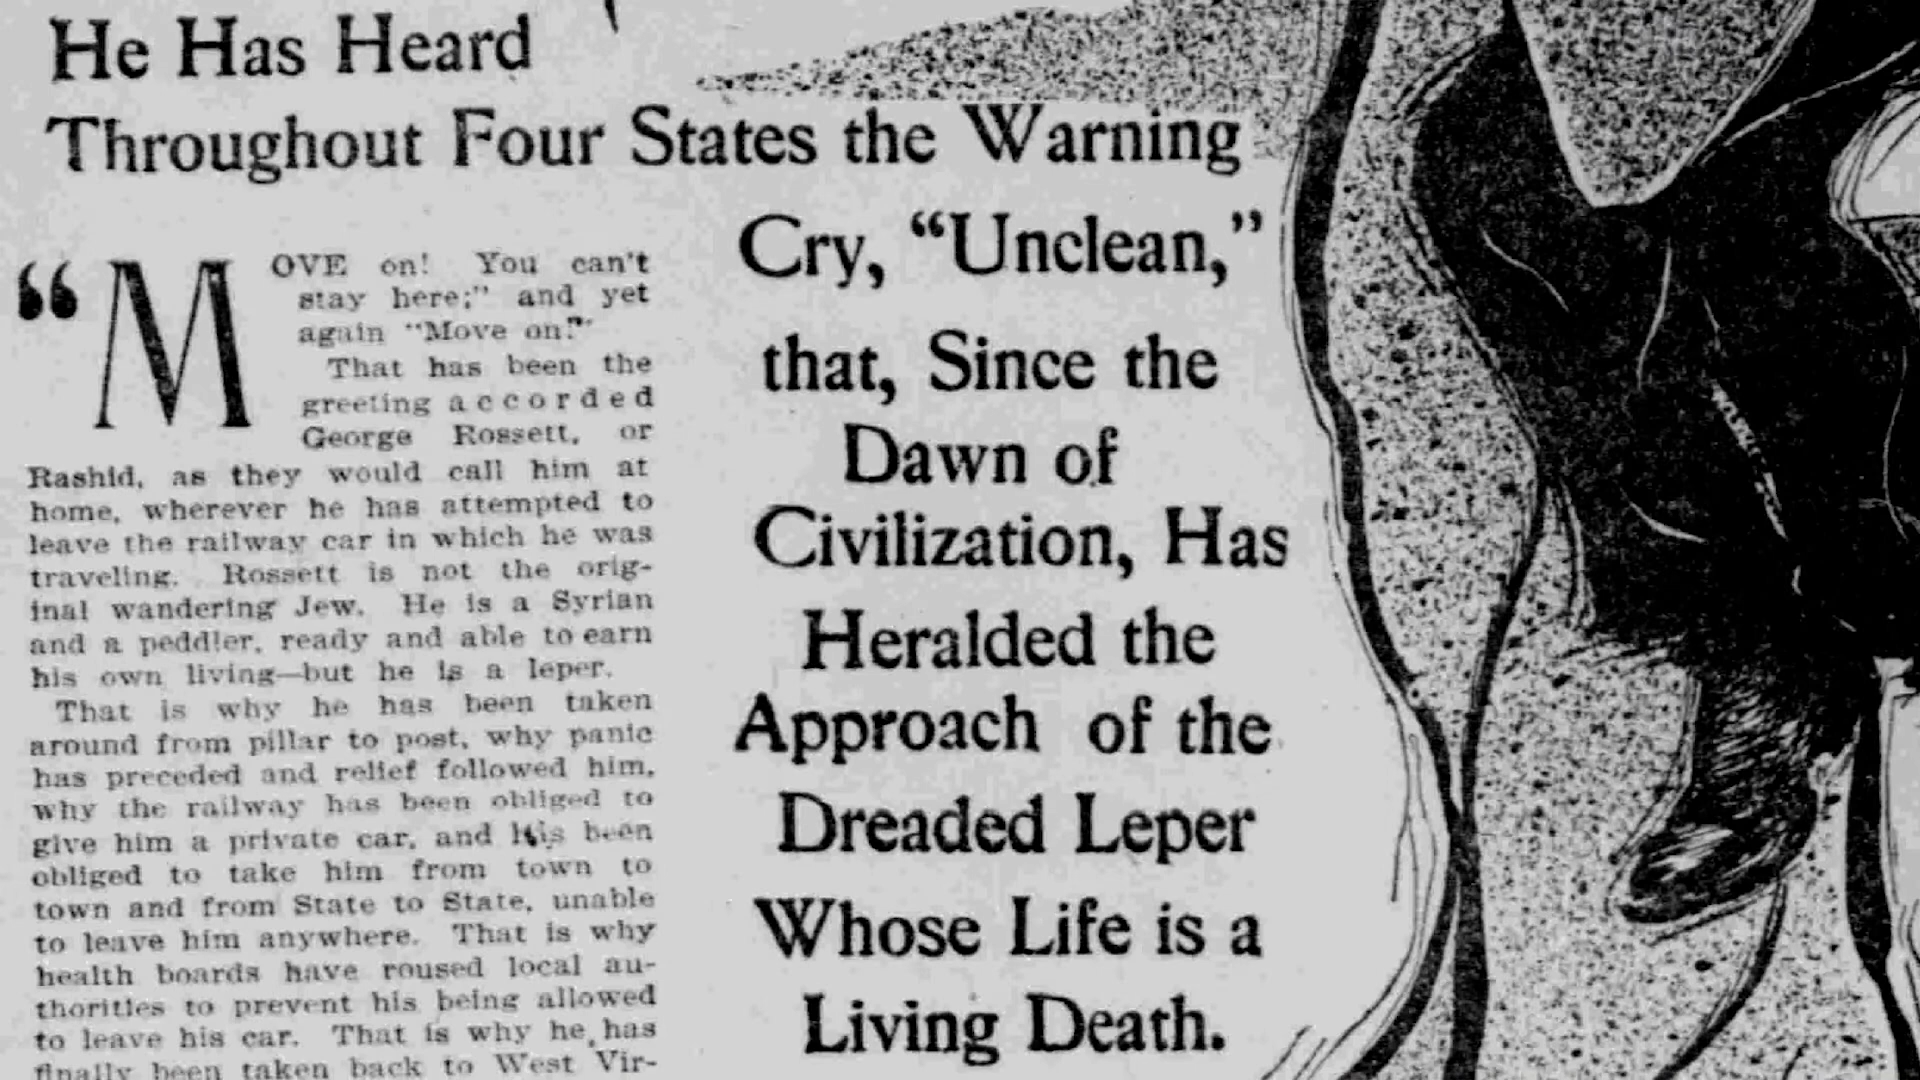 He Has Heard
Throughout Four States the Warning
Cry, “Unclean,”
that, Since the
Dawn of
Civilization, Has
Heralded the
Approach of the
Dreaded Leper
Whose Life is a
Living Death.
“MOVE on! You can't
stay here;” and yet
again “Move on!”
That has been the
greeting accorded
George Rossett, or
Rashid, as they would call him at
home, wherever he has attempted to
leave the railway car in which he was
traveling. Rossett is not the orig-
inal wandering Jew. He is a Syrian
and a peddler, ready and able to earn
his own living—but he is a leper.
That is why he has been taken
around from pillar to post, why panic
has preceded and relief followed him,
why the railway has been obliged to
give him a private car, and his been
obliged to take him from town to
town and from State to State, unable
to leave him anywhere. That is why
health boards have roused local au-
thorities to prevent his being allowed
to leave his car. That is why he has
finally been taken back to West Vir-